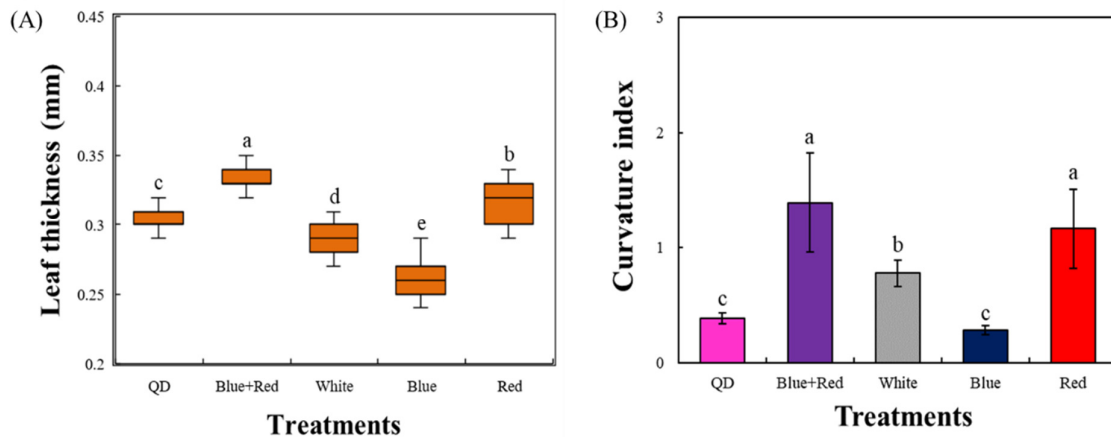 (A)
Leaf thickness (mm)
0.45
0.4
0.35
0.3
0.25
0.2
c
a
d
e
b
QD
Blue+Red
White
Blue
Red
Treatments
(B)
Curvature index
3
2
1
0
c
a
b
c
a
QD
Blue+Red
White
Blue
Red
Treatments